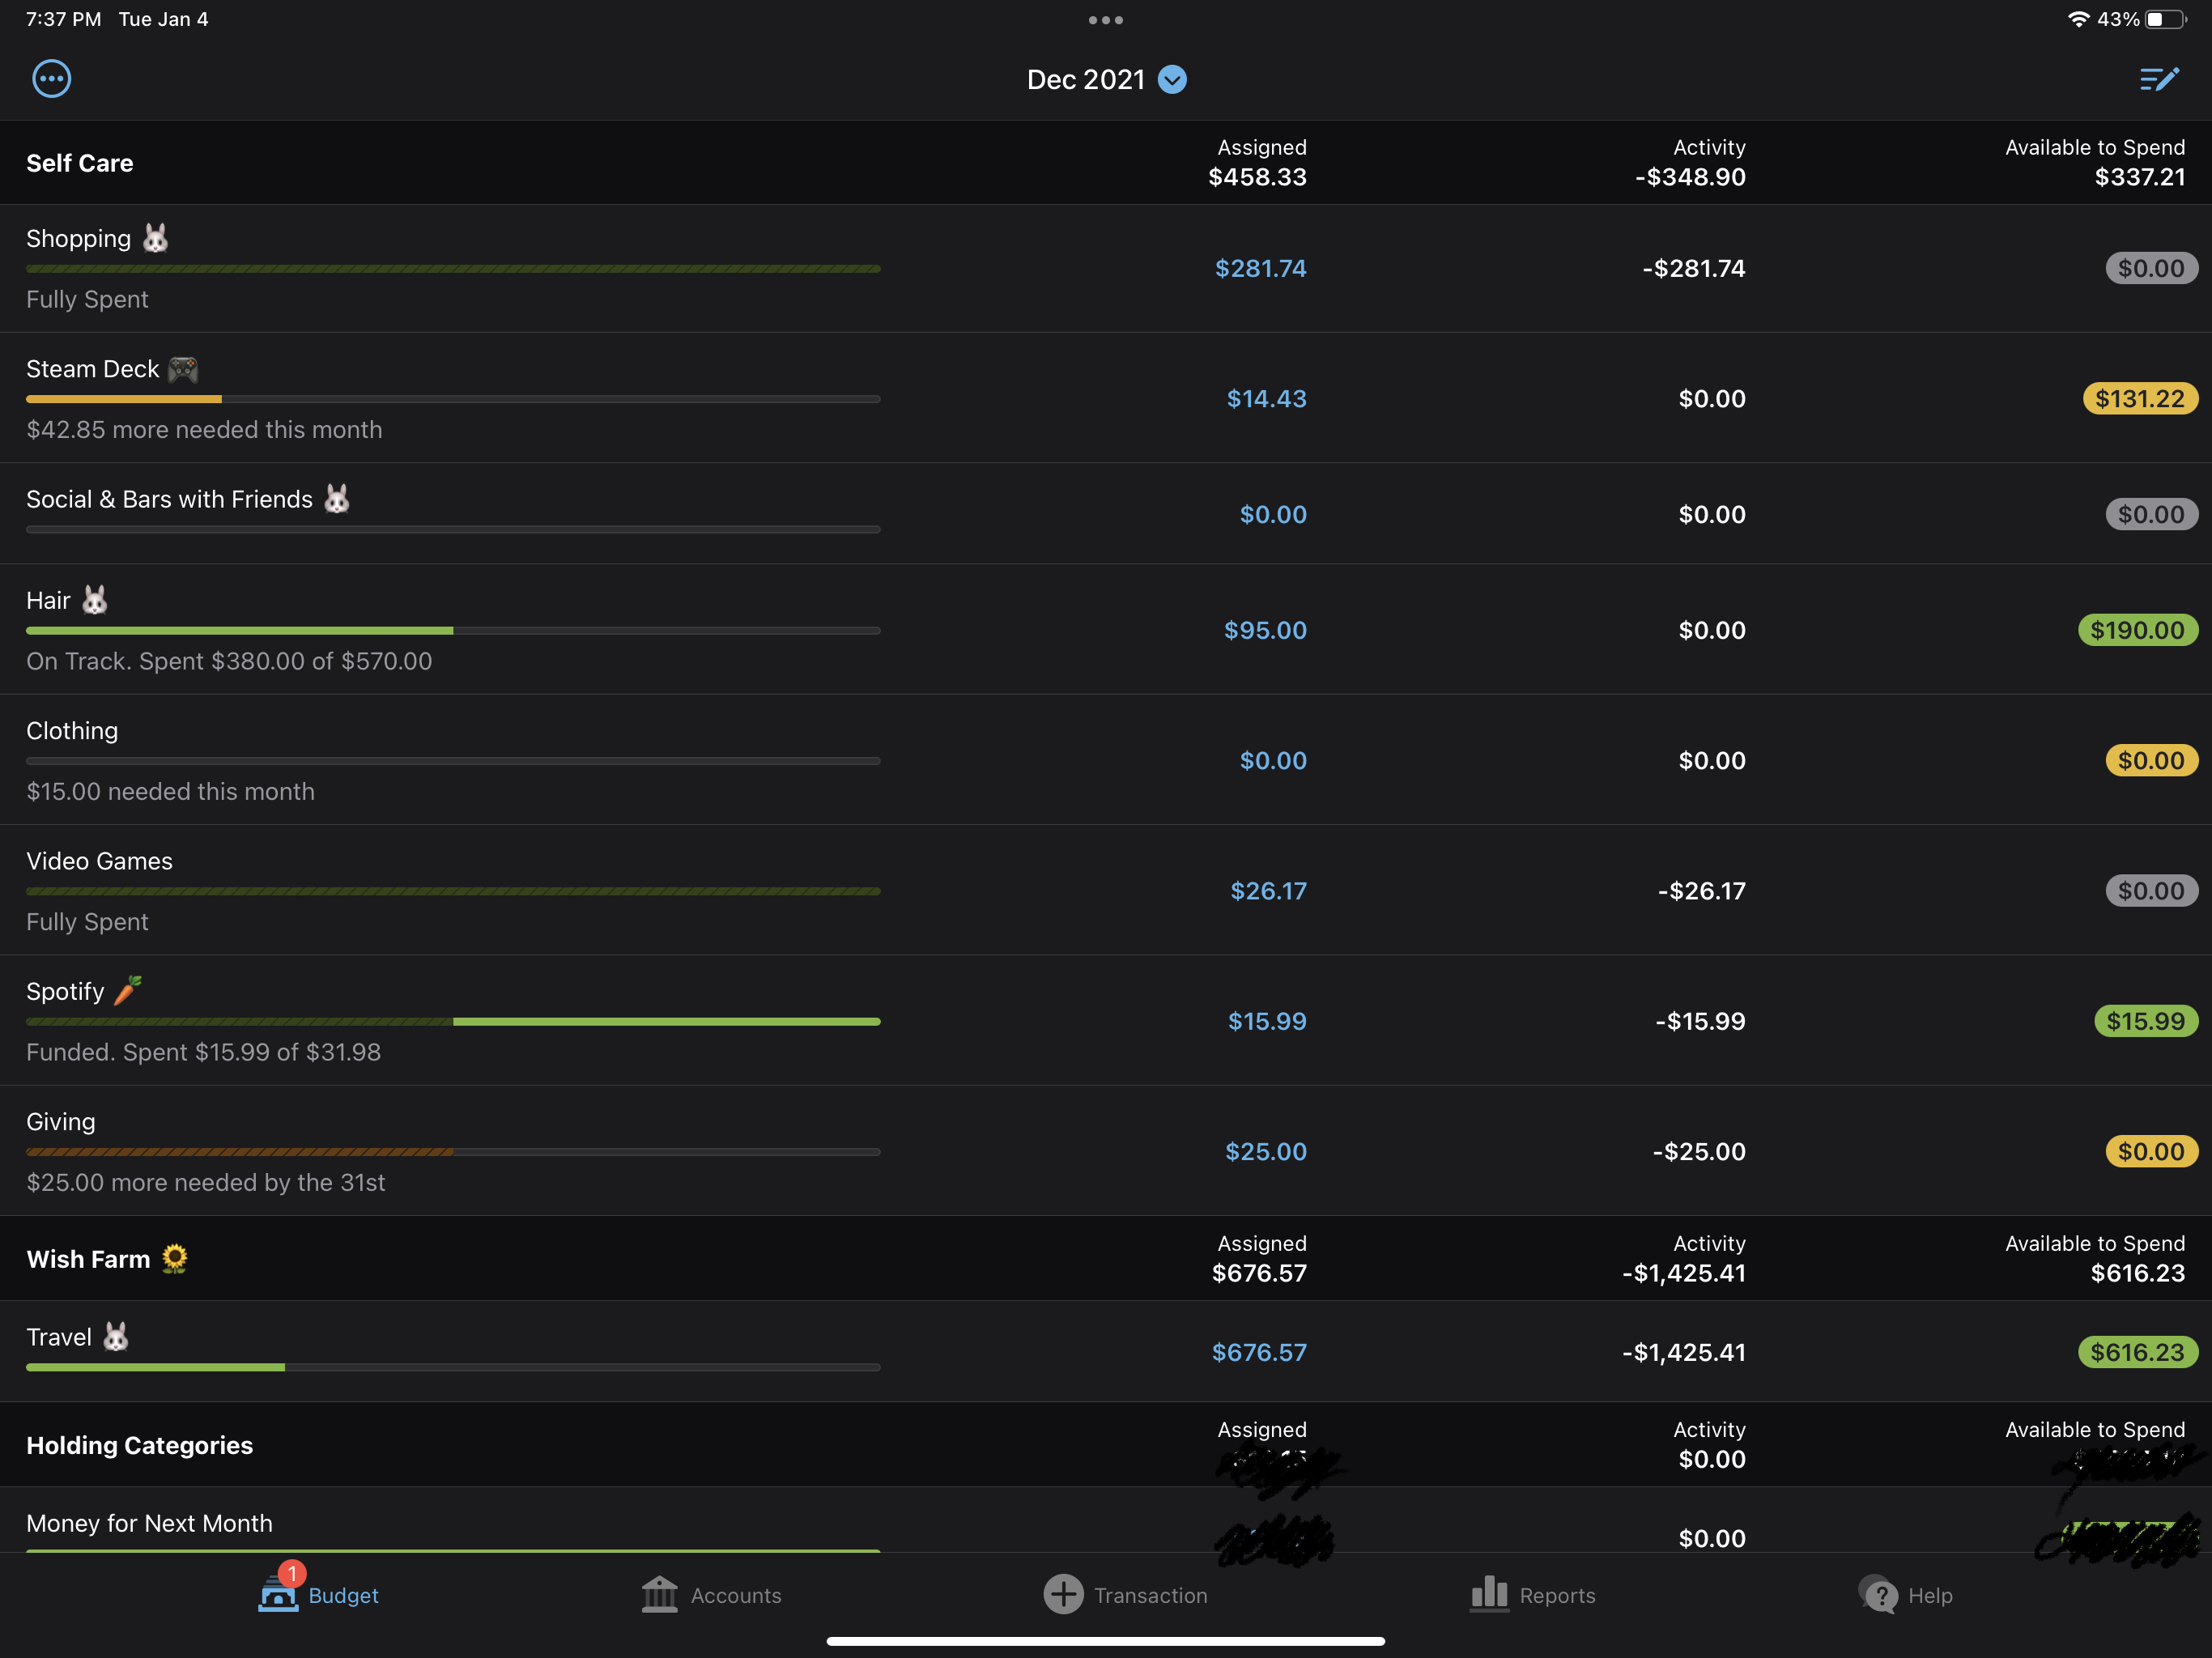 7:37 PM Tue Jan 4
43%
Dec 2021
Self Care
Assigned
$458.33
Activity
-$348.90
Available to Spend
$337.21
Shopping 🐰
Fully Spent
$281.74
-$281.74
$0.00
Steam Deck 🎮
$42.85 more needed this month
$14.43
$0.00
$131.22
Social & Bars with Friends 🐰
$0.00
$0.00
$0.00
Hair 🐰
On Track. Spent $380.00 of $570.00
$95.00
$0.00
$190.00
Clothing
$15.00 needed this month
$0.00
$0.00
$0.00
Video Games
Fully Spent
$26.17
-$26.17
$0.00
Spotify 🥕
Funded. Spent $15.99 of $31.98
$15.99
-$15.99
$15.99
Giving
$25.00 more needed by the 31st
$25.00
-$25.00
$0.00
Wish Farm 🌻
Assigned
$676.57
Activity
-$1,425.41
Available to Spend
$616.23
Travel 🐰
$676.57
-$1,425.41
$616.23
Holding Categories
Assigned
Activity
$0.00
Available to Spend
Money for Next Month
$0.00
1
Budget
Accounts
Transaction
Reports
Help